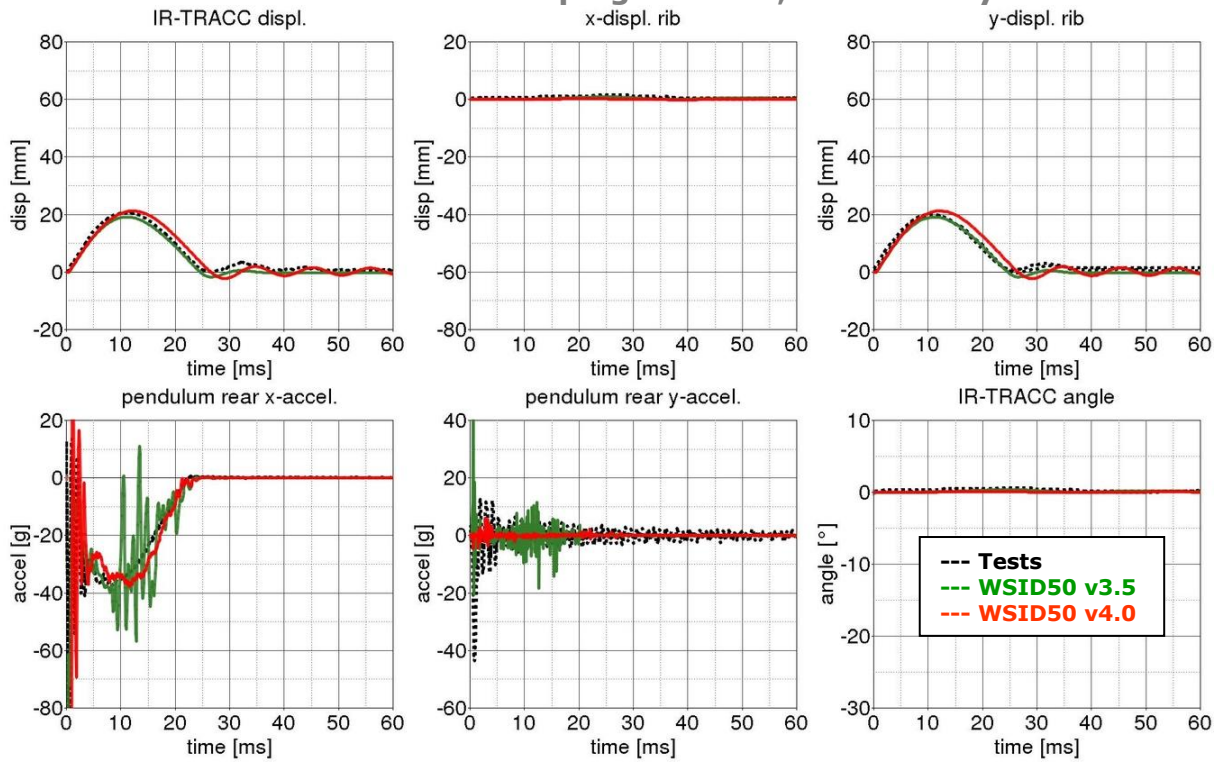 IR-TRACC displ.
x-displ. rib
y-displ. rib
80
60
40
20
0
-20
disp [mm]
0 10 20 30 40 50 60
time [ms]
20
0
-20
-40
-60
-80
disp [mm]
0 10 20 30 40 50 60
time [ms]
80
60
40
20
0
-20
disp [mm]
0 10 20 30 40 50 60
time [ms]
pendulum rear x-accel.
pendulum rear y-accel.
IR-TRACC angle
20
0
-20
-40
-60
-80
accel [g]
0 10 20 30 40 50 60
time [ms]
40
20
0
-20
-40
-60
accel [g]
0 10 20 30 40 50 60
time [ms]
10
0
-10
-20
-30
angle [°]
0 10 20 30 40 50 60
time [ms]
Tests
WSID50 v3.5
WSID50 v4.0